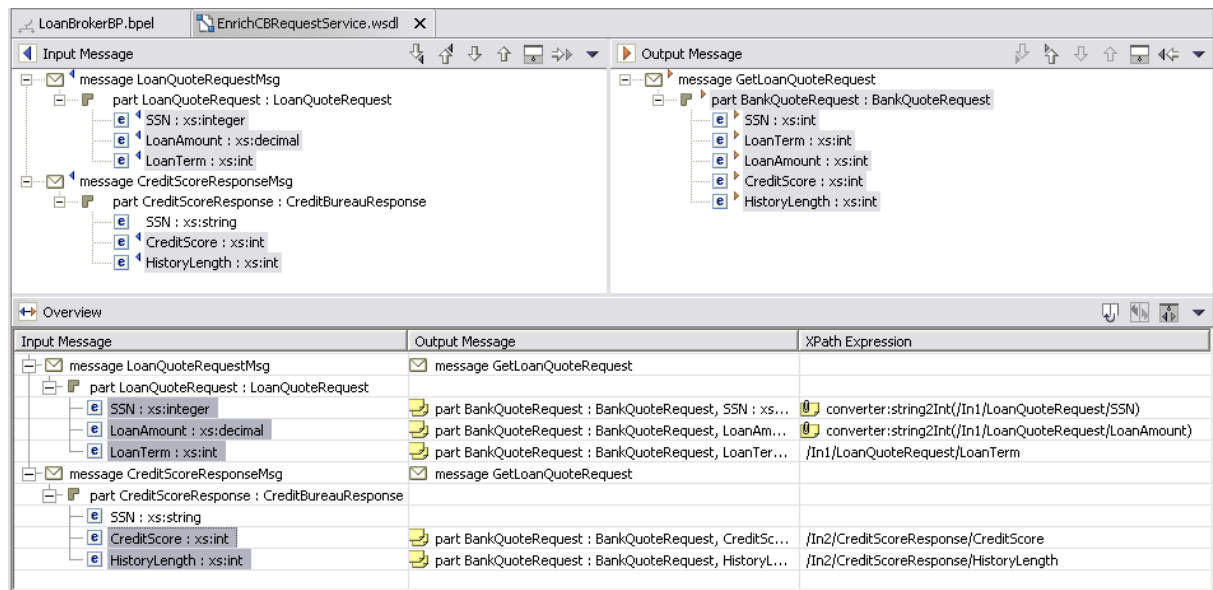 LoanBrokerBP.bpel
EnrichCBRequestService.wsdl
Input Message
message LoanQuoteRequestMsg
part LoanQuoteRequest : LoanQuoteRequest
e SSN : xs:integer
e LoanAmount : xs:decimal
e LoanTerm : xs:int
message CreditScoreResponseMsg
part CreditScoreResponse : CreditBureauResponse
e SSN : xs:string
e CreditScore : xs:int
e HistoryLength : xs:int
Output Message
message GetLoanQuoteRequest
part BankQuoteRequest : BankQuoteRequest
e SSN : xs:int
e LoanTerm : xs:int
e LoanAmount : xs:int
e CreditScore : xs:int
e HistoryLength : xs:int
Overview
Input Message Output Message XPath Expression
message LoanQuoteRequestMsg message GetLoanQuoteRequest
part LoanQuoteRequest : LoanQuoteRequest
e SSN : xs:integer part BankQuoteRequest : BankQuoteRequest, SSN : xs... converter:string2Int(/In1/LoanQuoteRequest/SSN)
e LoanAmount : xs:decimal part BankQuoteRequest : BankQuoteRequest, LoanAm... converter:string2Int(/In1/LoanQuoteRequest/LoanAmount)
e LoanTerm : xs:int part BankQuoteRequest : BankQuoteRequest, LoanTer... /In1/LoanQuoteRequest/LoanTerm
message CreditScoreResponseMsg message GetLoanQuoteRequest
part CreditScoreResponse : CreditBureauResponse
e SSN : xs:string
e CreditScore : xs:int part BankQuoteRequest : BankQuoteRequest, CreditSc... /In2/CreditScoreResponse/CreditScore
e HistoryLength : xs:int part BankQuoteRequest : BankQuoteRequest, HistoryL... /In2/CreditScoreResponse/HistoryLength